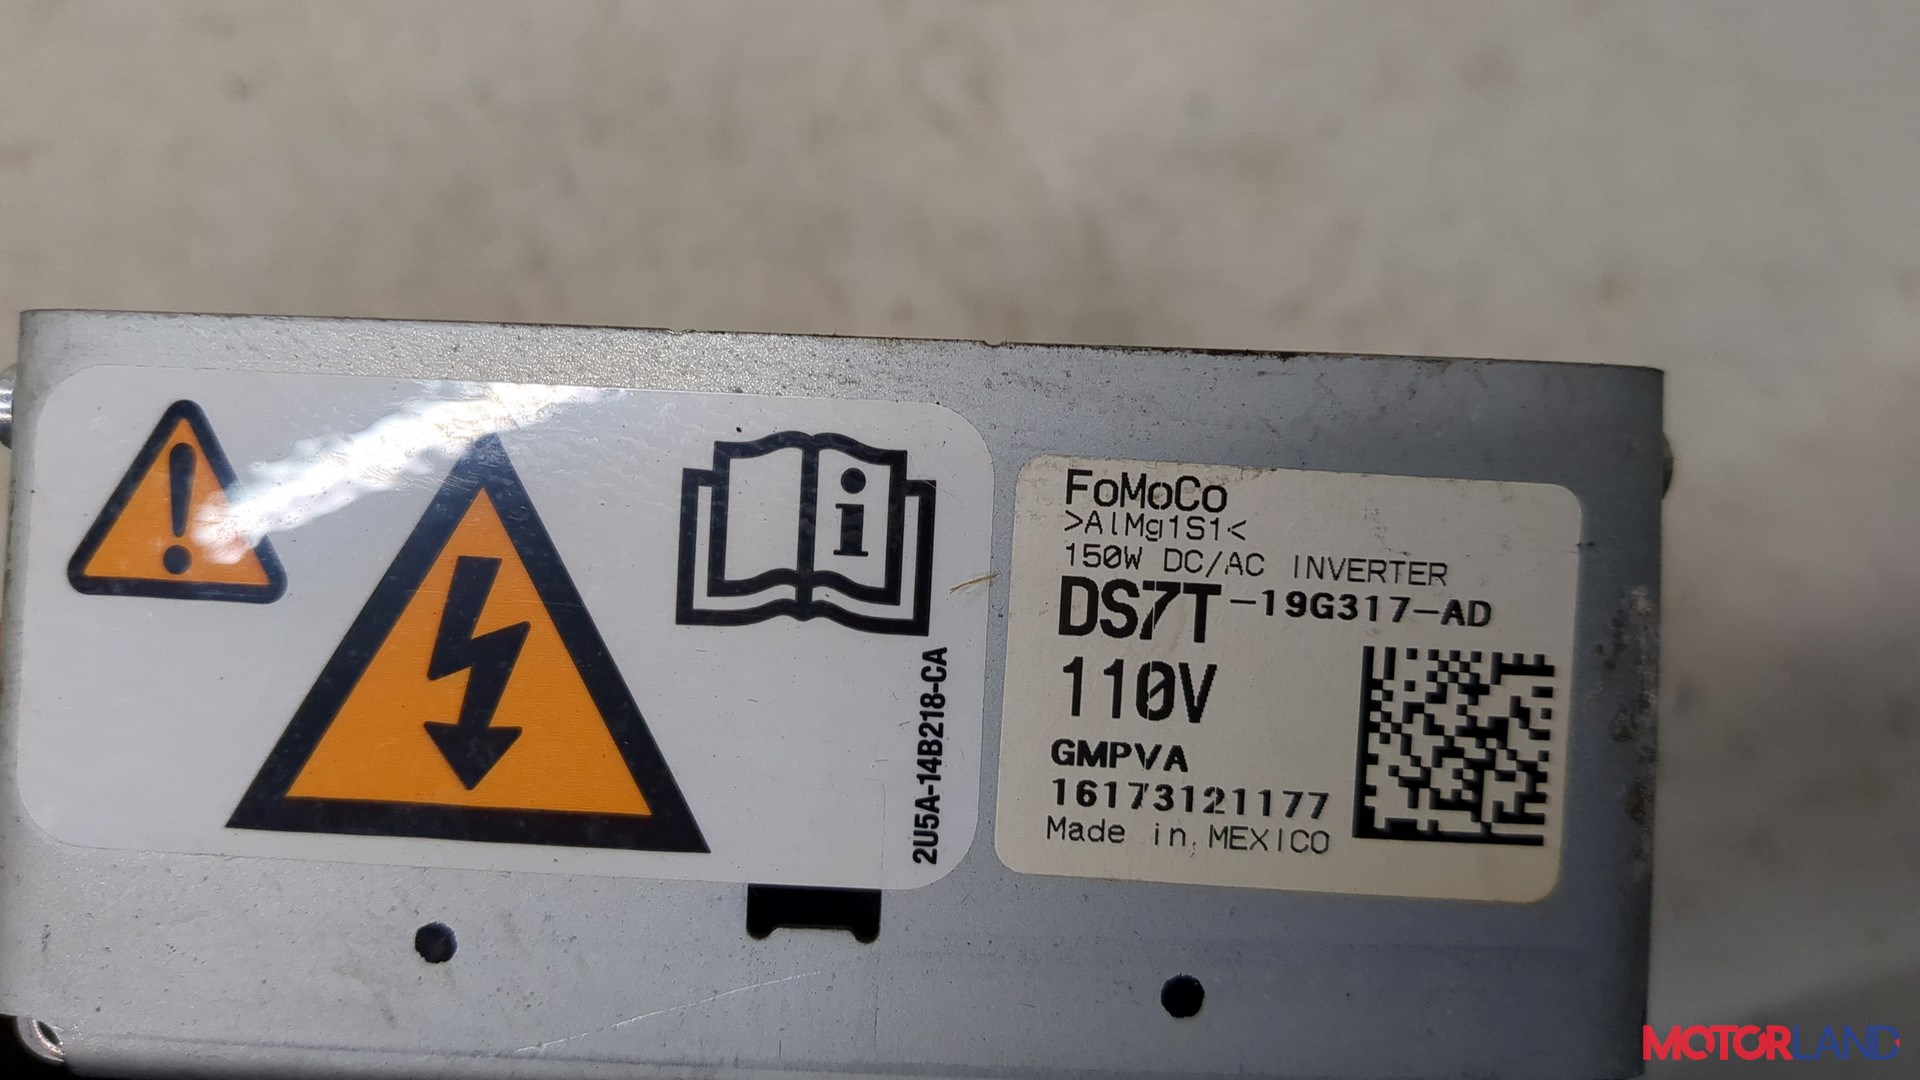 i
2U5A-14B218-CA
FoMoCo
>AlMg1S1<
150W DC/AC INVERTER
DS7T-19G317-AD
110V
GMPVA
16173121177
Made in MEXICO
MOTORLAND